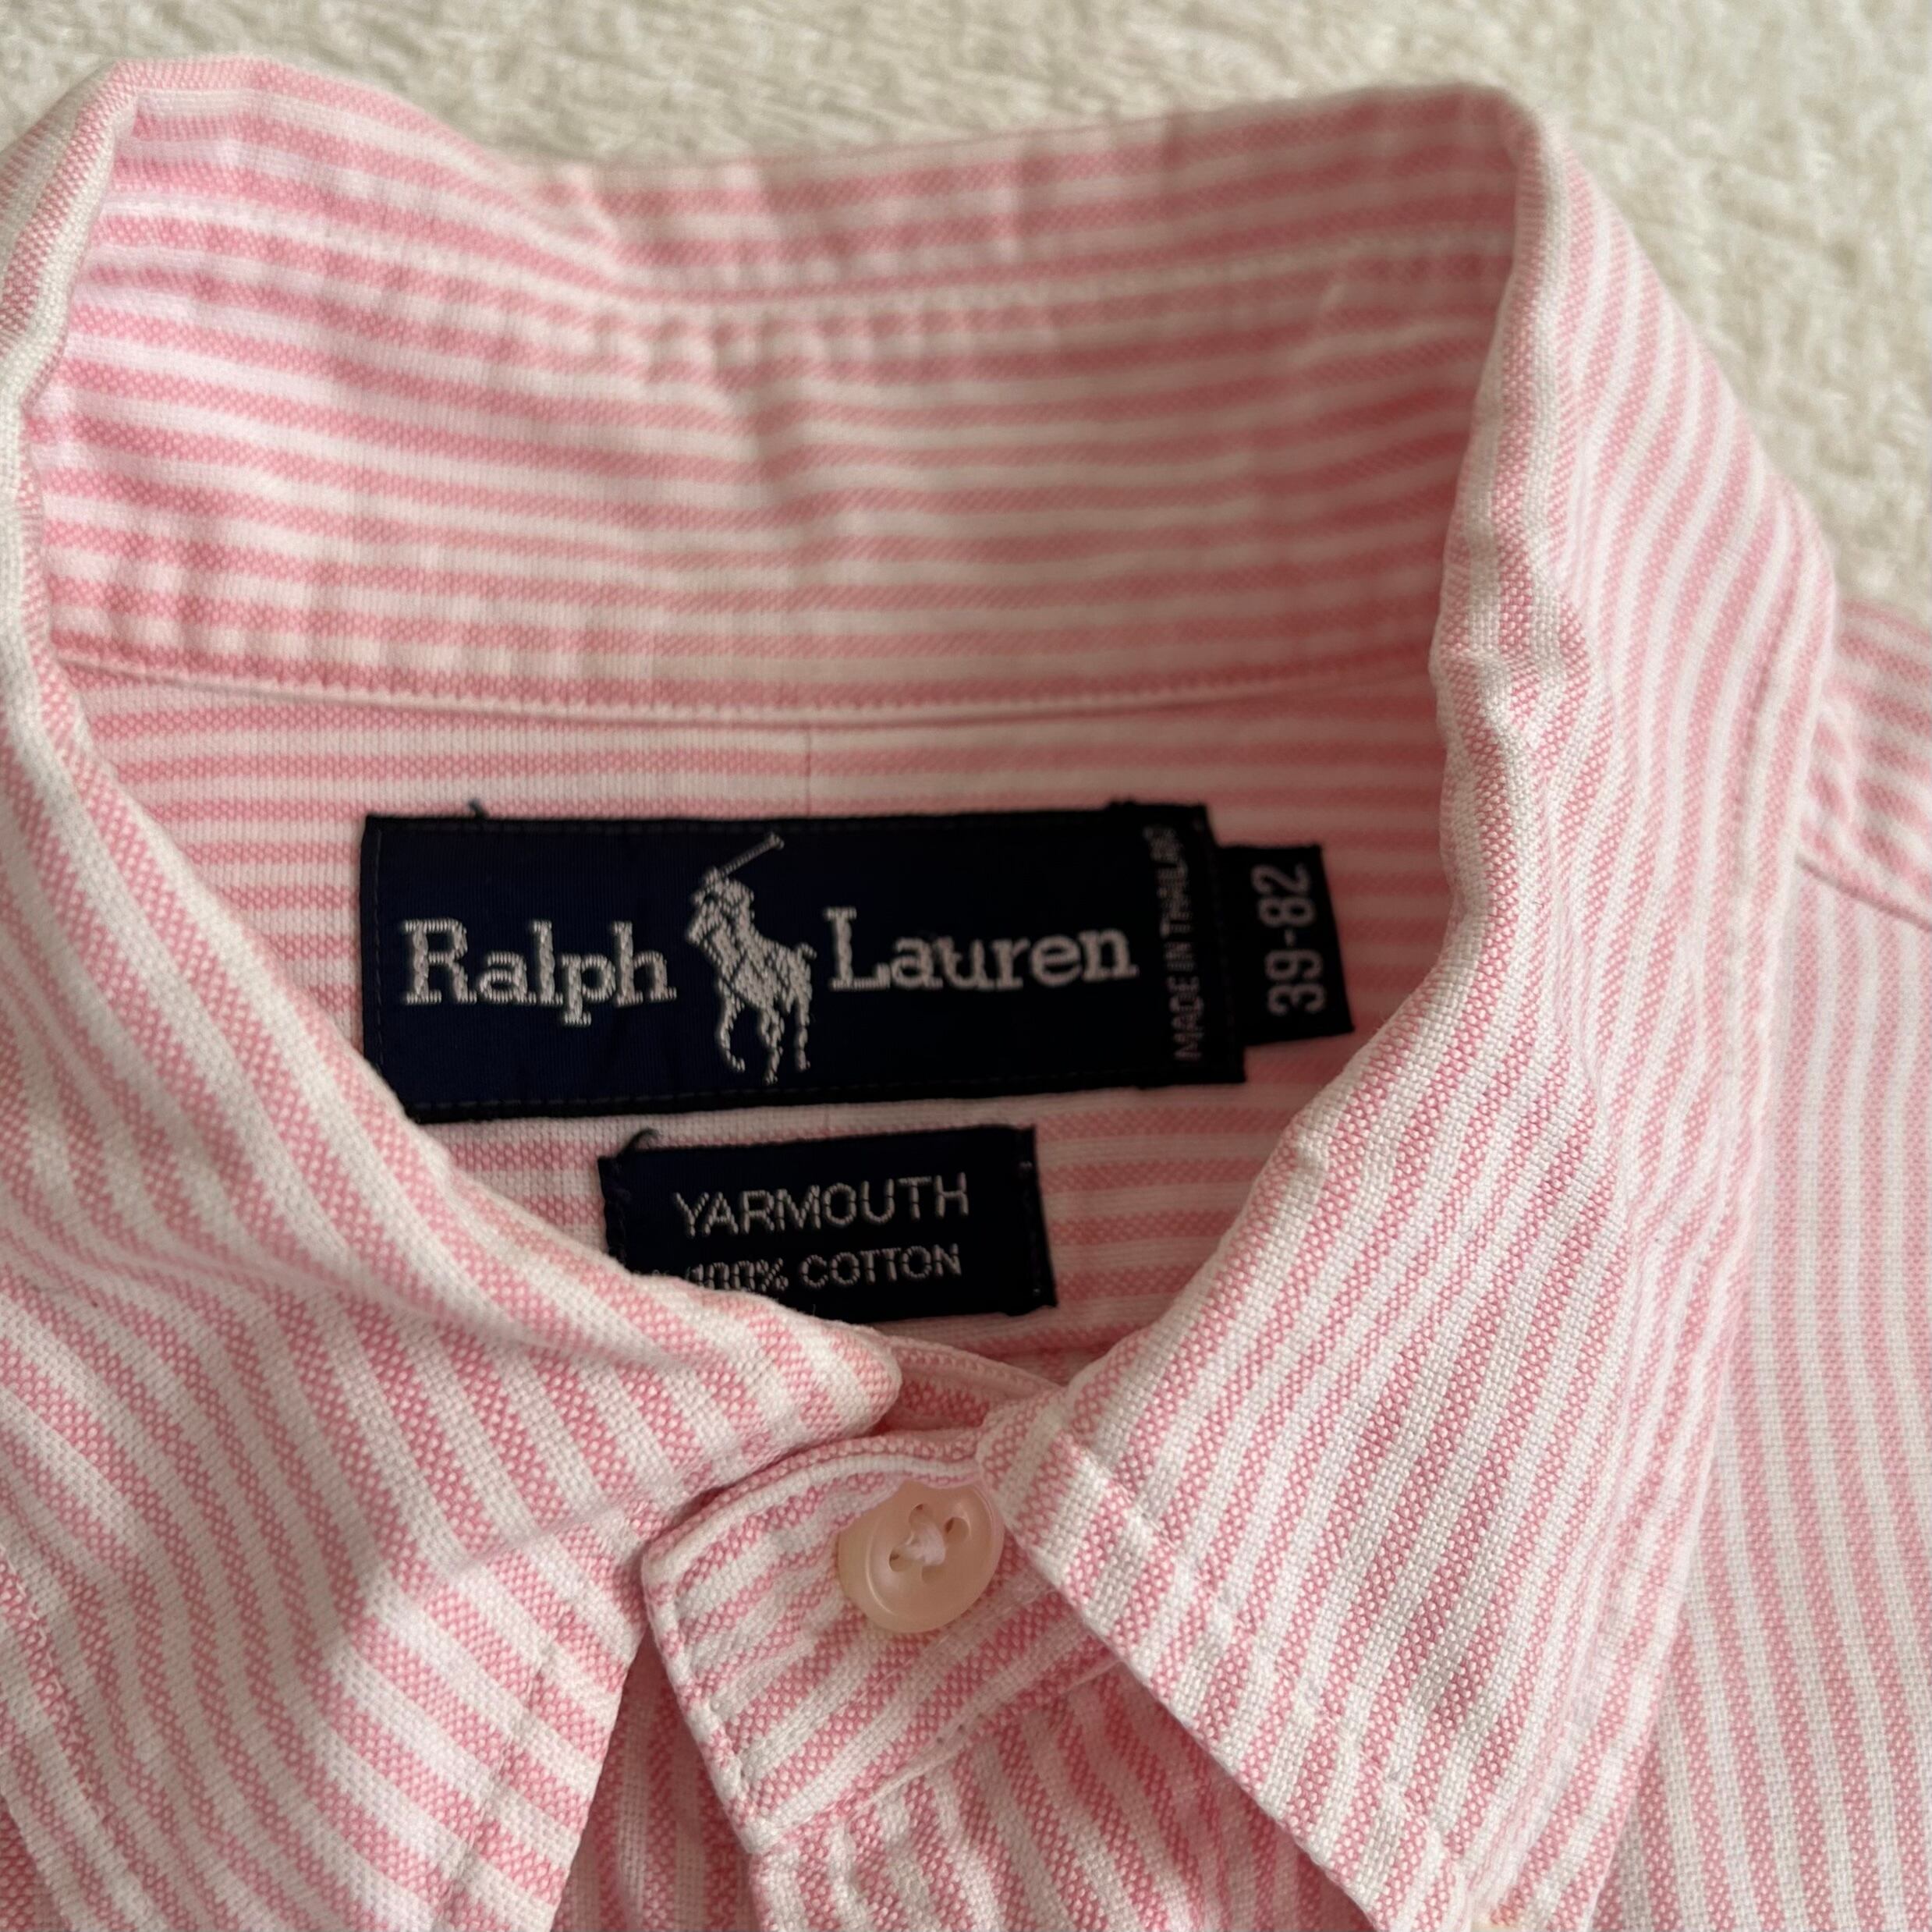 Ralph Lauren
MADE IN THAILAND
39-82
YARMOUTH
100% COTTON